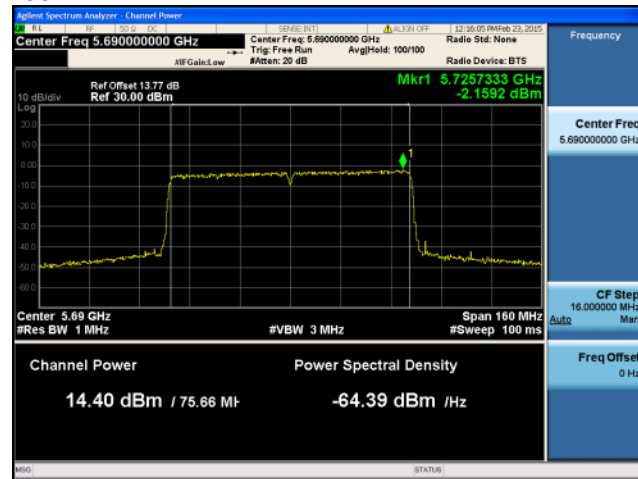 Agilent Spectrum Analyzer - Channel Power
RL RF 50 Ω DC SENSE:INT ALIGN OFF 12:16:05 PM Feb 23, 2015
Center Freq 5.690000000 GHz
Center Freq: 5.690000000 GHz
Radio Std: None
Trig: Free Run
Avg|Hold: 100/100
#IFGain:Low
#Atten: 20 dB
Radio Device: BTS
Frequency
Ref Offset 13.77 dB
Mkr1 5.7257333 GHz
10 dB/div
Ref 30.00 dBm
-2.1592 dBm
Log
20.0
10.0
0.00
-10.0
-20.0
-30.0
-40.0
-50.0
-60.0
1
Center Freq
5.690000000 GHz
Center 5.69 GHz
Span 160 MHz
#Res BW 1 MHz
#VBW 3 MHz
#Sweep 100 ms
CF Step
16.000000 MHz
Auto Man
Channel Power
Power Spectral Density
14.40 dBm / 75.66 MH
-64.39 dBm /Hz
Freq Offset
0 Hz
MSG
STATUS